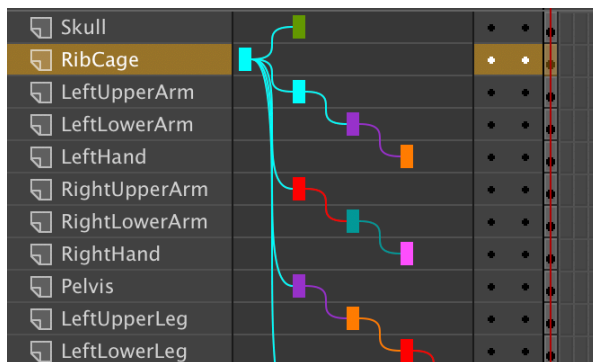 Skull
RibCage
LeftUpperArm
LeftLowerArm
LeftHand
RightUpperArm
RightLowerArm
RightHand
Pelvis
LeftUpperLeg
LeftLowerLeg